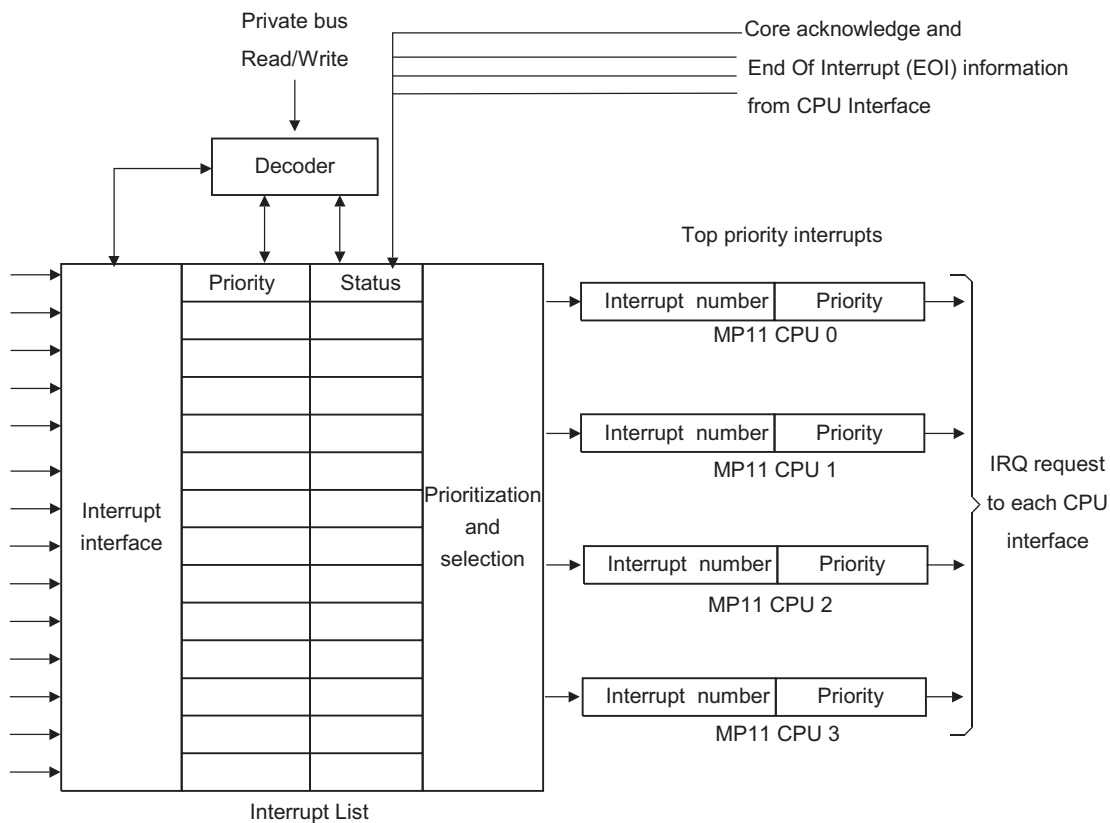 Private bus
Read/Write
Core acknowledge and
End Of Interrupt (EOI) information
from CPU Interface
Decoder
Top priority interrupts
Priority
Status
Interrupt number
Priority
MP11 CPU 0
Interrupt number
Priority
MP11 CPU 1
Interrupt
interface
Prioritization
and
selection
IRQ request
to each CPU
interface
Interrupt number
Priority
MP11 CPU 2
Interrupt number
Priority
MP11 CPU 3
Interrupt List